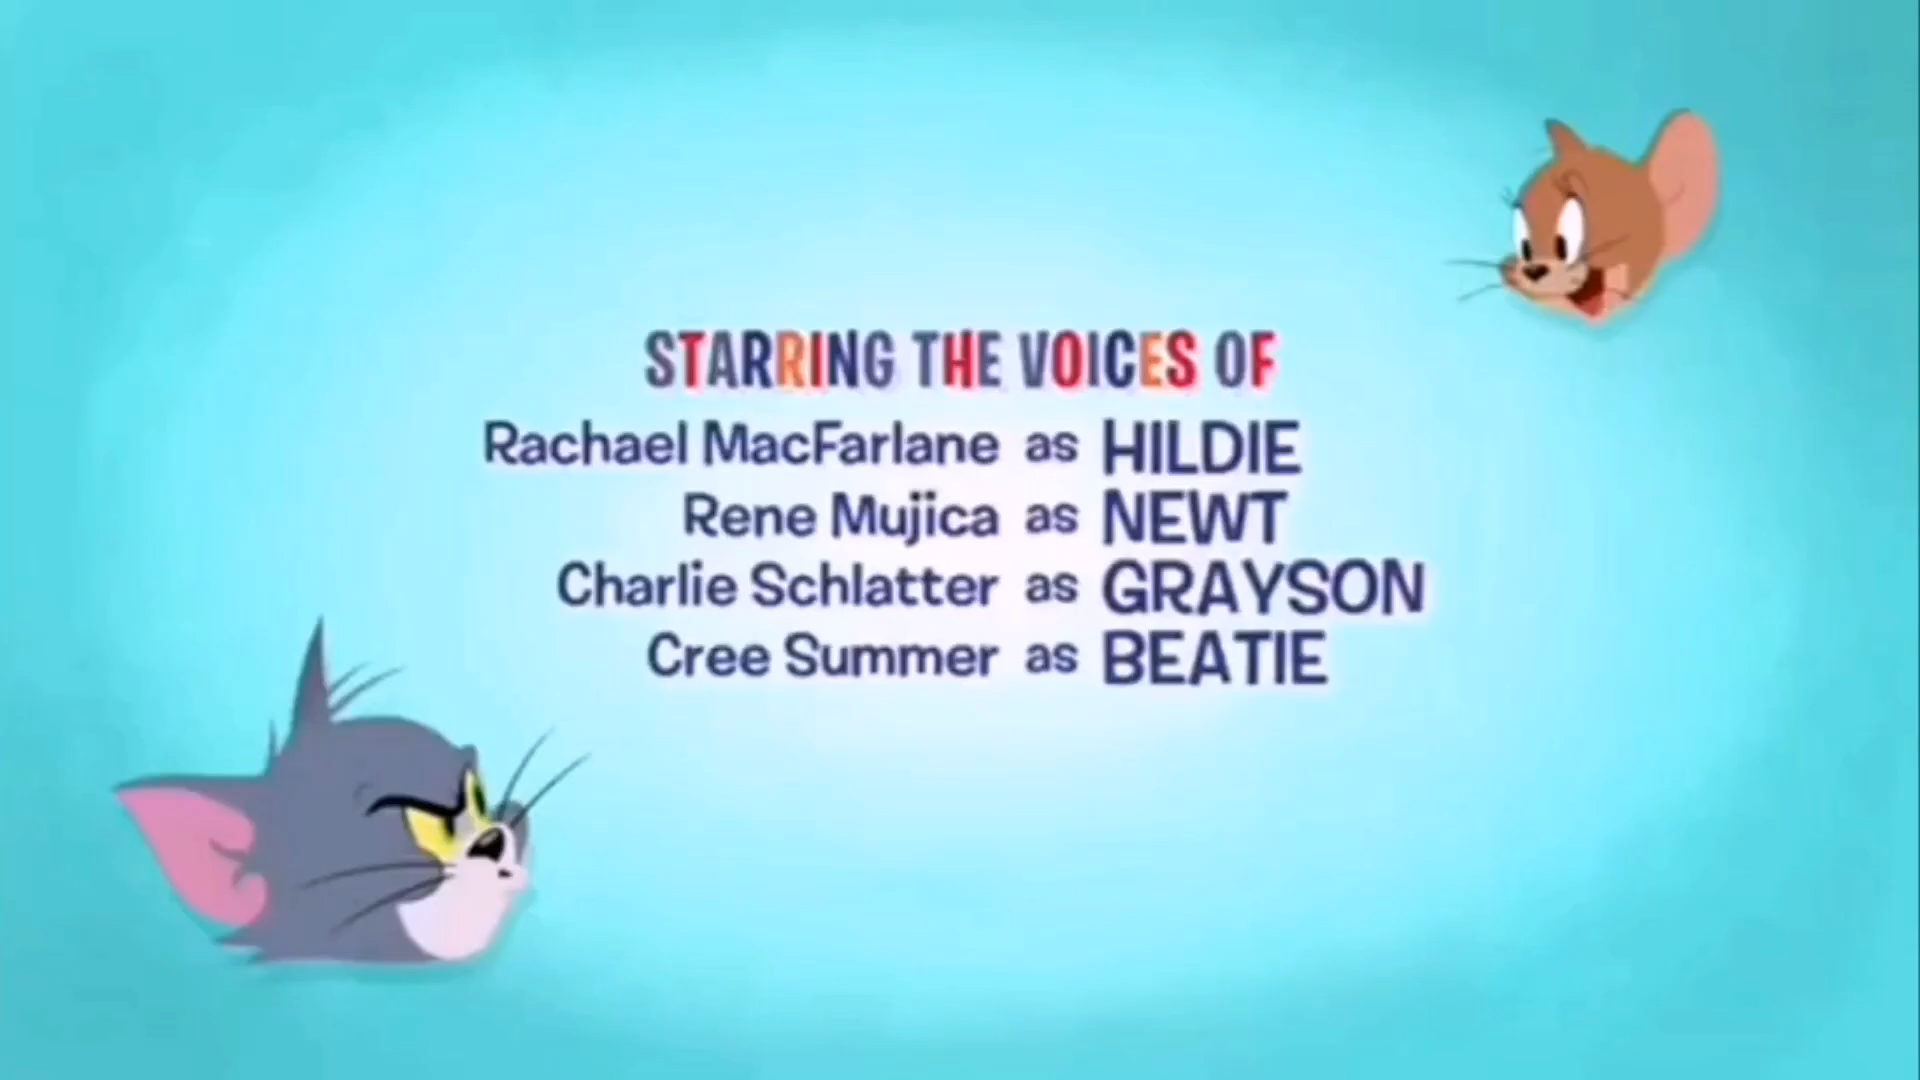 STARRING THE VOICES OF
Rachael MacFarlane as HILDIE
Rene Mujica as NEWT
Charlie Schlatter as GRAYSON
Cree Summer as BEATIE